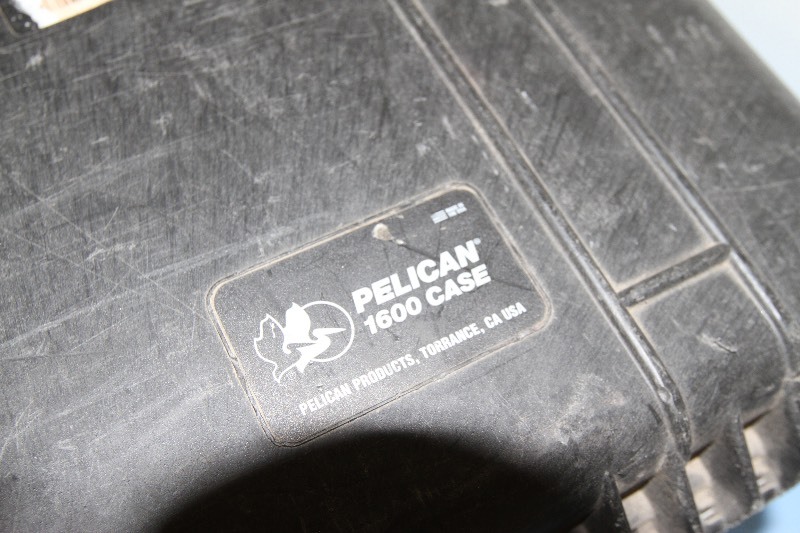 PELICAN®
1600 CASE
PELICAN PRODUCTS, TORRANCE, CA USA